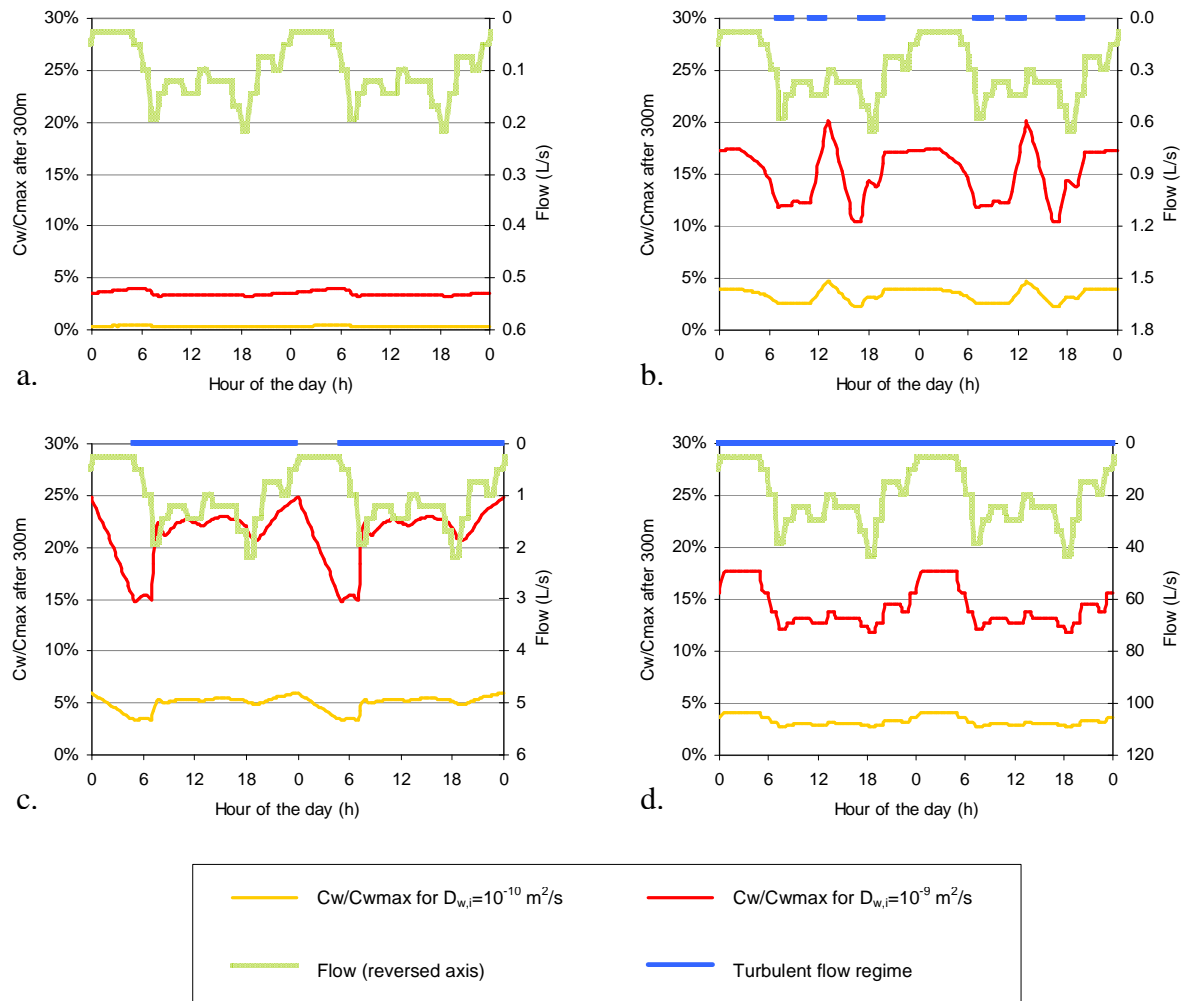 30%
25%
20%
15%
10%
5%
0%
Cw/Cmax after 300m
0
0.1
0.2
0.3
0.4
0.5
0.6
Flow (L/s)
0 6 12 18 0 6 12 18 0
Hour of the day (h)
a.
30%
25%
20%
15%
10%
5%
0%
Cw/Cmax after 300m
0.0
0.3
0.6
0.9
1.2
1.5
1.8
Flow (L/s)
0 6 12 18 0 6 12 18 0
Hour of the day (h)
b.
30%
25%
20%
15%
10%
5%
0%
Cw/Cmax after 300m
0
1
2
3
4
5
6
Flow (L/s)
0 6 12 18 0 6 12 18 0
Hour of the day (h)
c.
30%
25%
20%
15%
10%
5%
0%
Cw/Cmax after 300m
0
20
40
60
80
100
120
Flow (L/s)
0 6 12 18 0 6 12 18 0
Hour of the day (h)
d.
Cw/Cwmax for D_w,i=10^-10 m²/s
Cw/Cwmax for D_w,i=10^-9 m²/s
Flow (reversed axis)
Turbulent flow regime